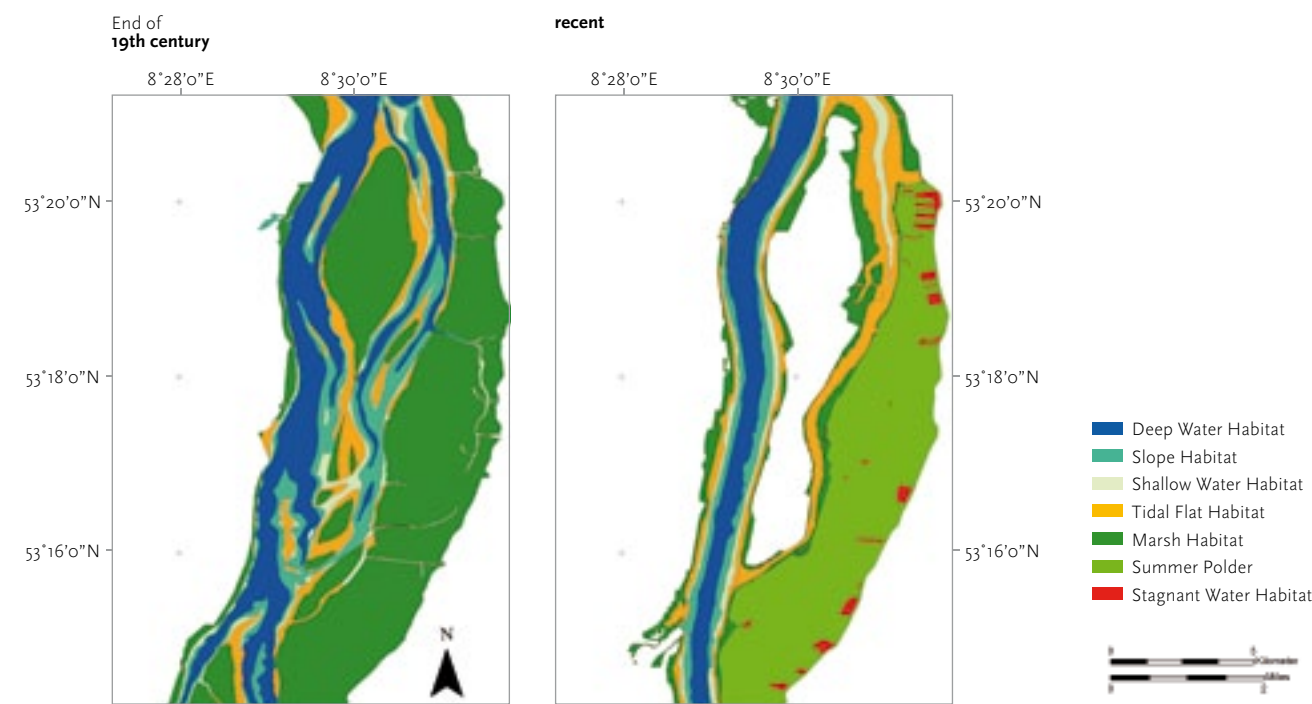 End of
19th century
recent
8°28'0"E 8°30'0"E
8°28'0"E 8°30'0"E
53°20'0"N
53°20'0"N
53°18'0"N
53°18'0"N
53°16'0"N
53°16'0"N
N
Deep Water Habitat
Slope Habitat
Shallow Water Habitat
Tidal Flat Habitat
Marsh Habitat
Summer Polder
Stagnant Water Habitat